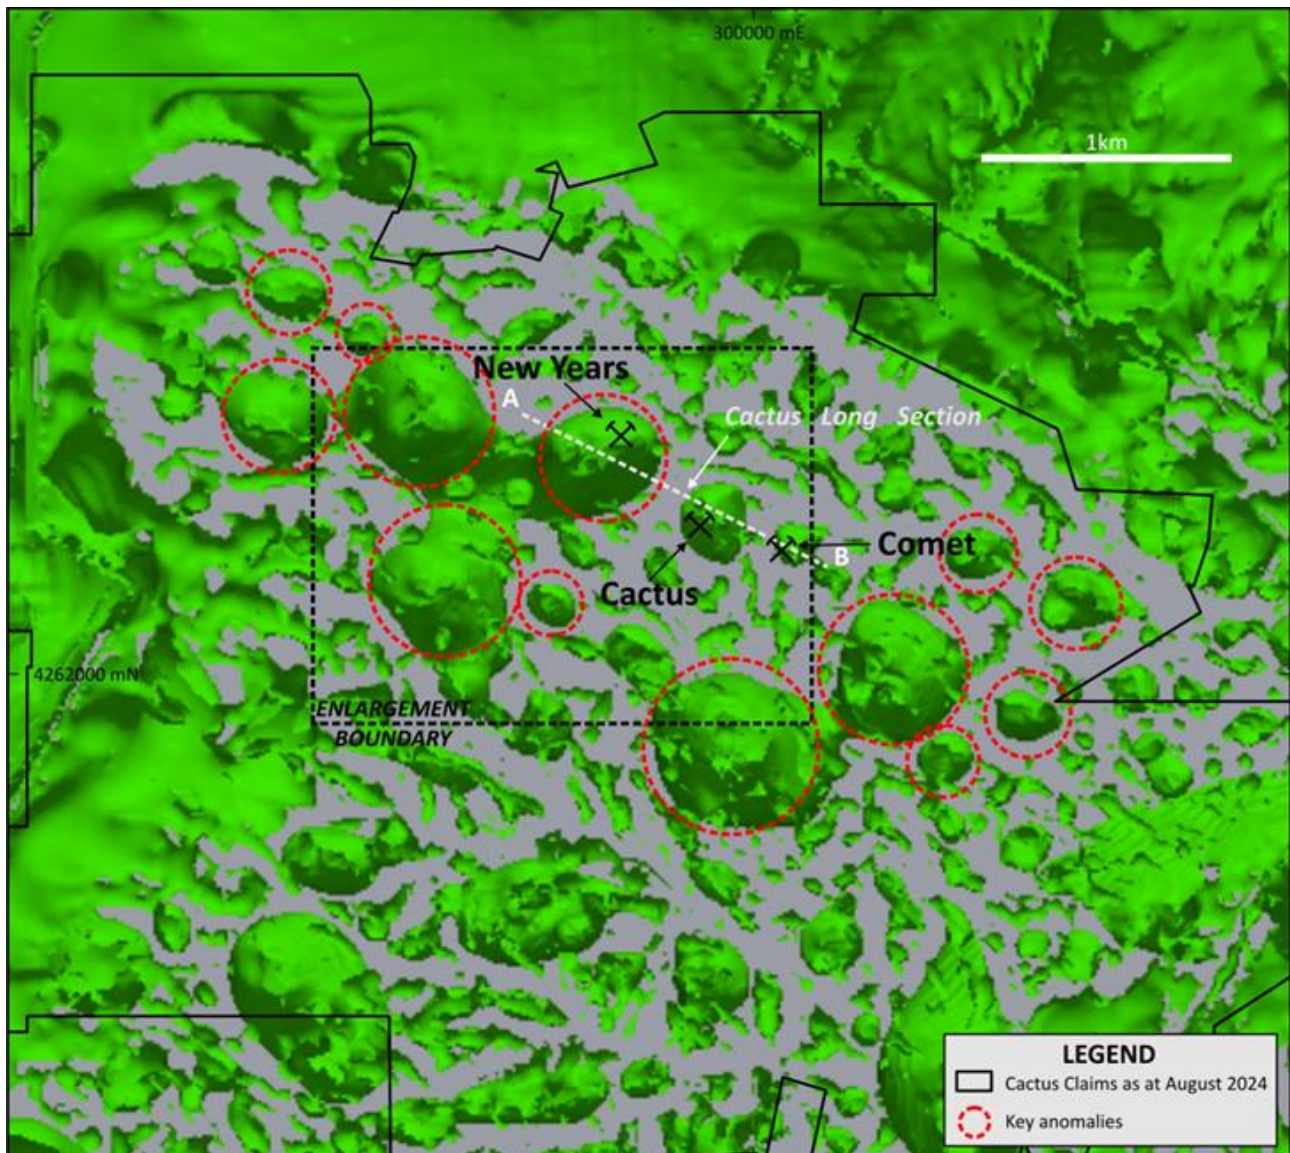 300000 mE
1km
New Years
A
Cactus Long Section
Comet
B
Cactus
4262000 mN
ENLARGEMENT
BOUNDARY
LEGEND
Cactus Claims as at August 2024
Key anomalies